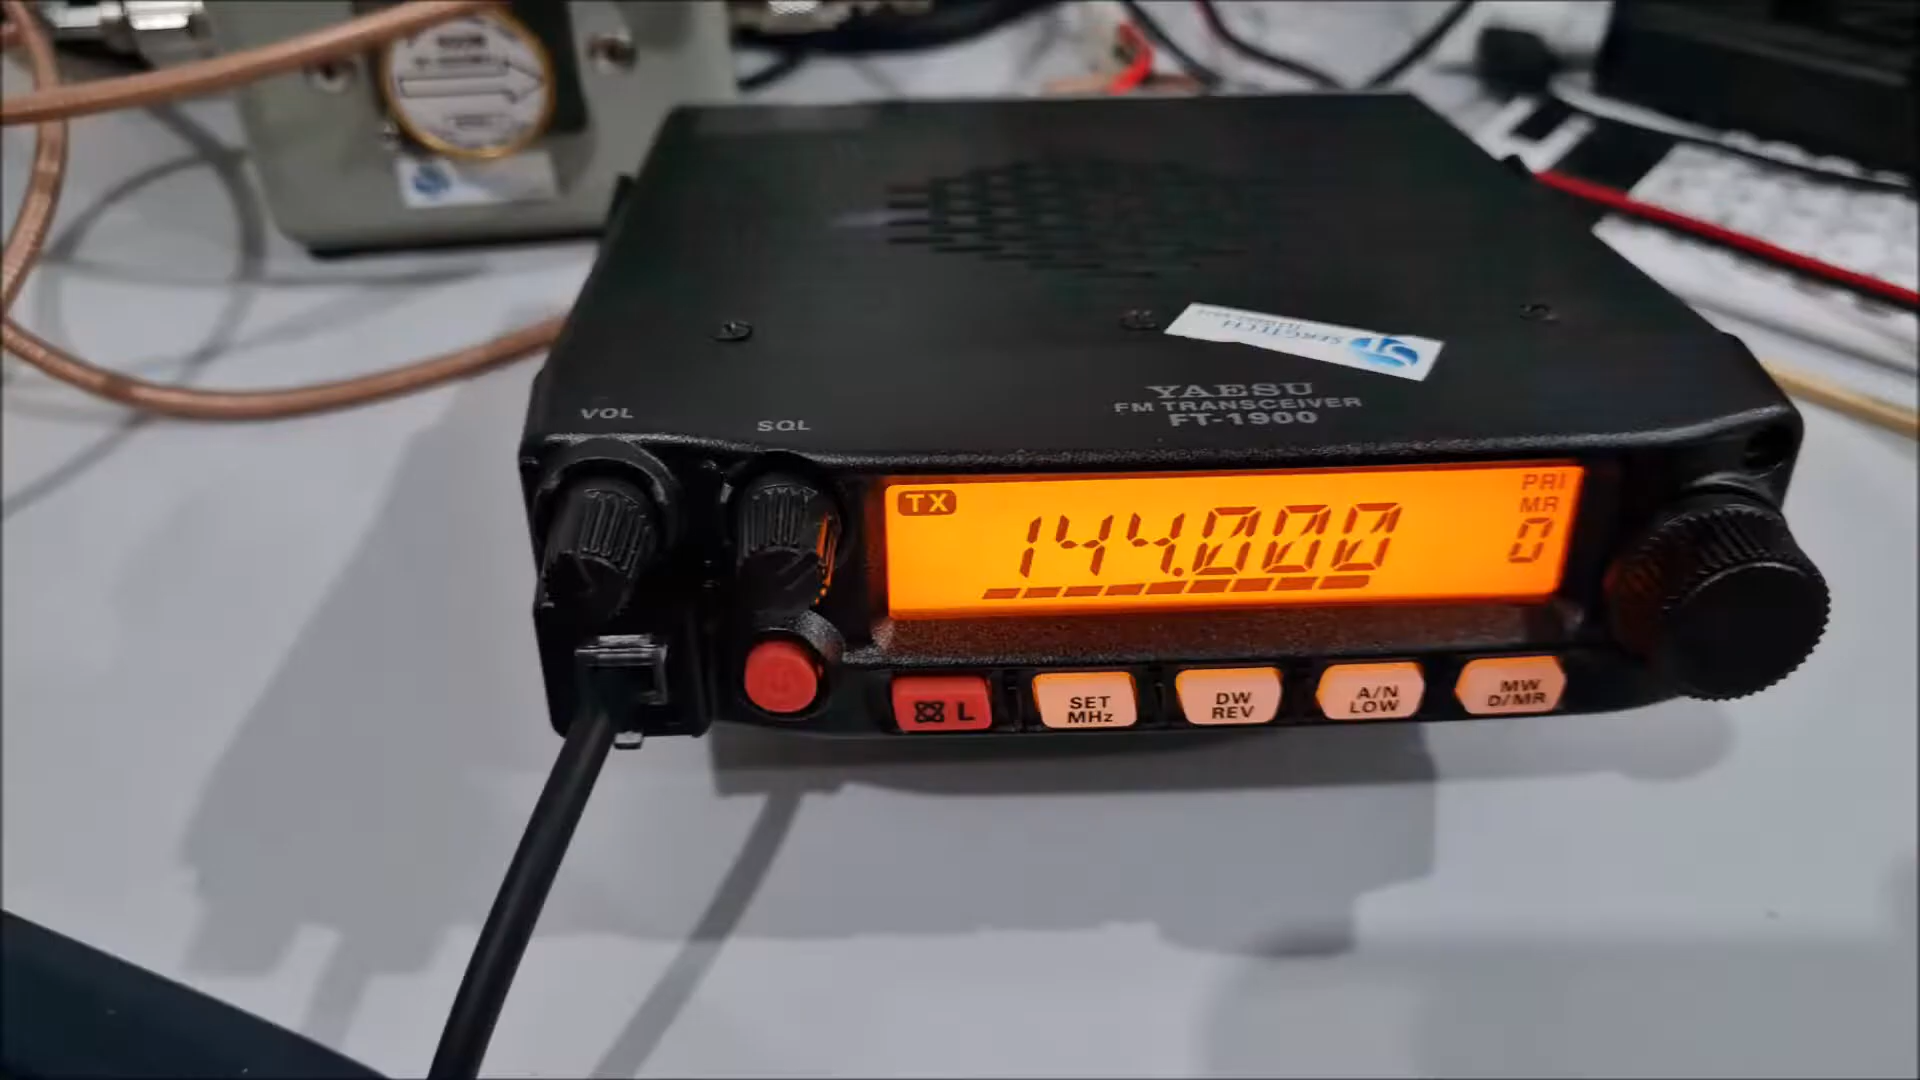 YAESU
FM TRANSCEIVER
FT-1900
SERGTECH
VOL
SQL
TX
144.000
PRI
MR
0
L
SET
MHz
DW
REV
A/N
LOW
MW
D/MR